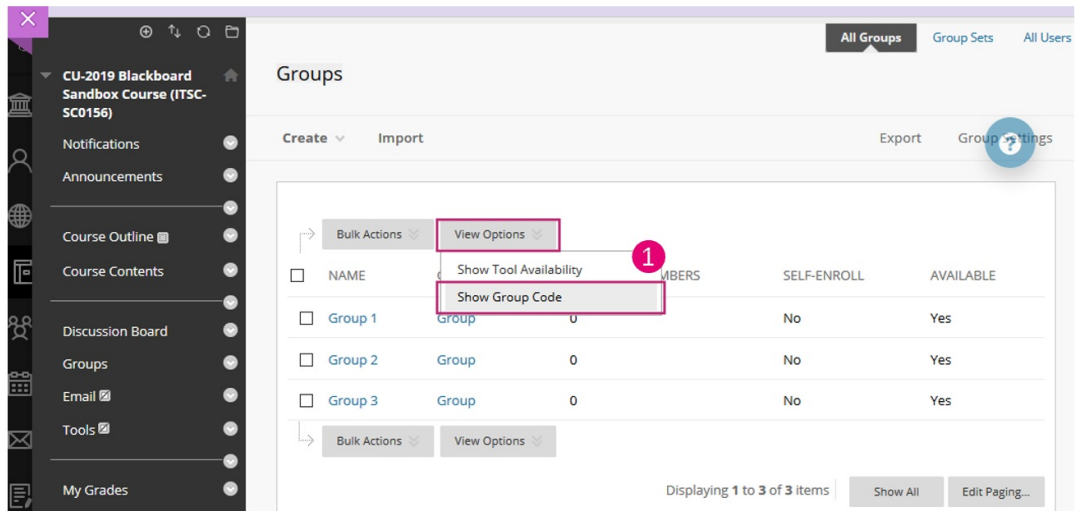 All Groups Group Sets All Users
CU-2019 Blackboard
Sandbox Course (ITSC-
SC0156)
Groups
Notifications
Create Import Export Group Settings
Announcements
Bulk Actions View Options
Course Outline
1
Show Tool Availability
Course Contents
NAME MBERS SELF-ENROLL AVAILABLE
Show Group Code
Group 1 Group 0 No Yes
Discussion Board
Groups
Group 2 Group 0 No Yes
Email
Group 3 Group 0 No Yes
Tools
Bulk Actions View Options
My Grades
Displaying 1 to 3 of 3 items Show All Edit Paging...